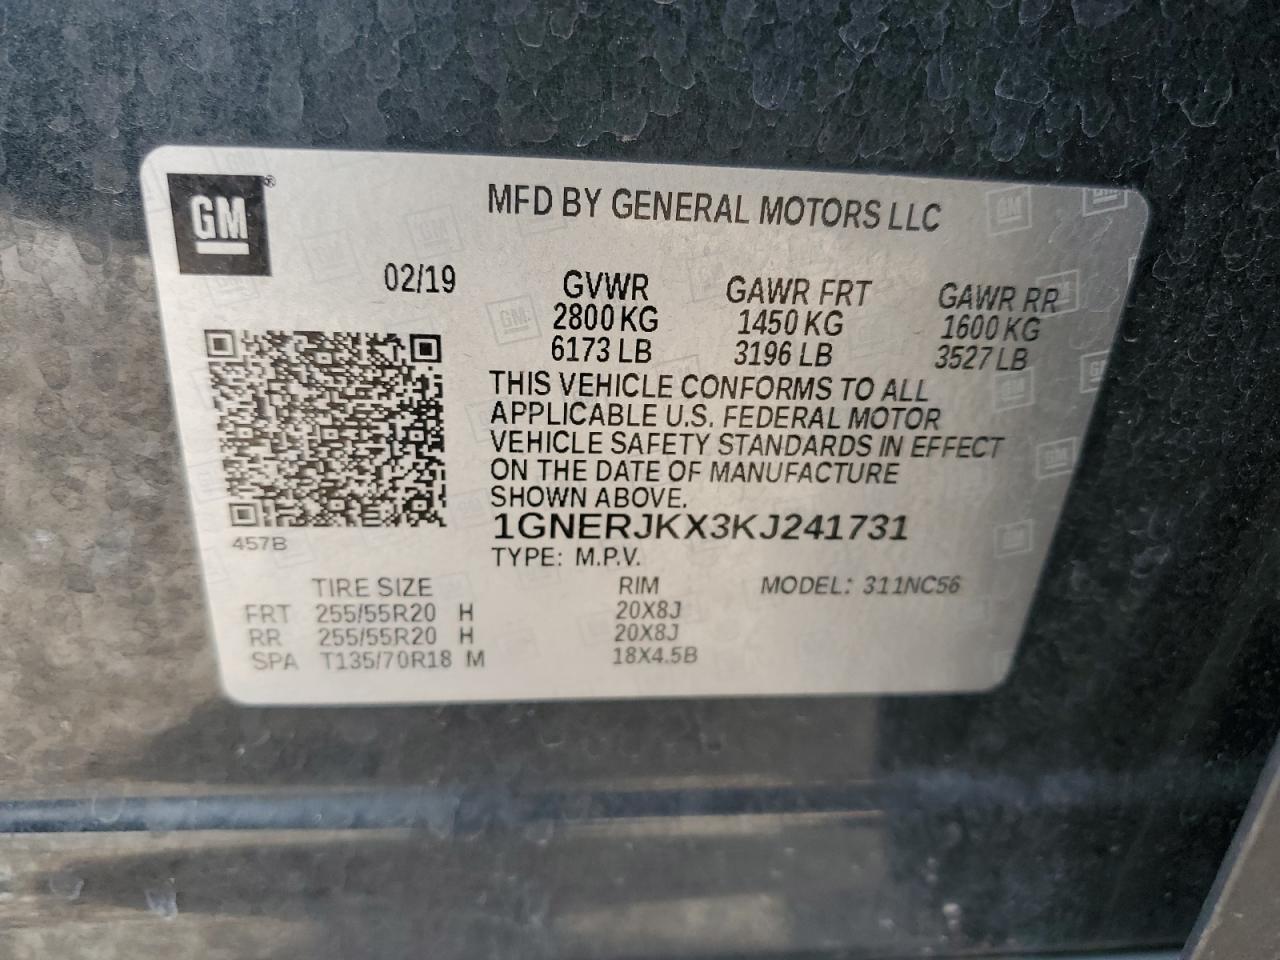 GM®
MFD BY GENERAL MOTORS LLC
02/19 GVWR GAWR FRT GAWR RR
2800 KG 1450 KG 1600 KG
6173 LB 3196 LB 3527 LB
THIS VEHICLE CONFORMS TO ALL
APPLICABLE U.S. FEDERAL MOTOR
VEHICLE SAFETY STANDARDS IN EFFECT
ON THE DATE OF MANUFACTURE
SHOWN ABOVE.
1GNERJKX3KJ241731
457B
TYPE: M.P.V.
TIRE SIZE RIM MODEL: 311NC56
FRT 255/55R20 H 20X8J
RR 255/55R20 H 20X8J
SPA T135/70R18 M 18X4.5B